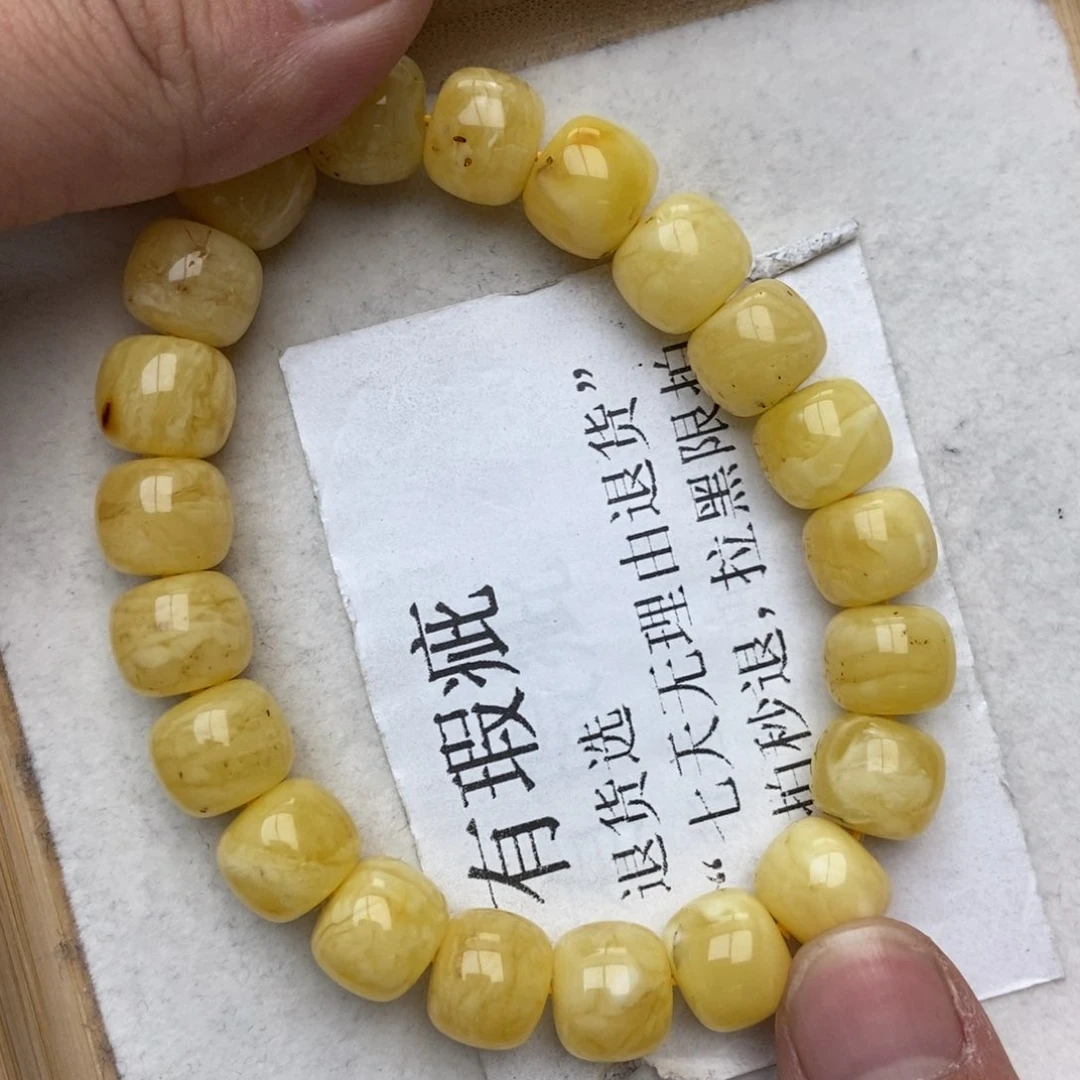 有瑕疵
退货选
“七天无理由退货”
拍秒退，拉黑限拍